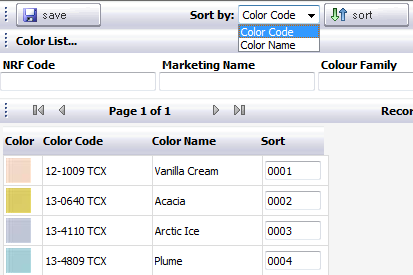 save Sort by: Color Code sort
Color Code
Color Name
Color List...
NRF Code Marketing Name Colour Family
Page 1 of 1 Recor
Color Color Code Color Name Sort
12-1009 TCX Vanilla Cream 0001
13-0640 TCX Acacia 0002
13-4110 TCX Arctic Ice 0003
13-4809 TCX Plume 0004